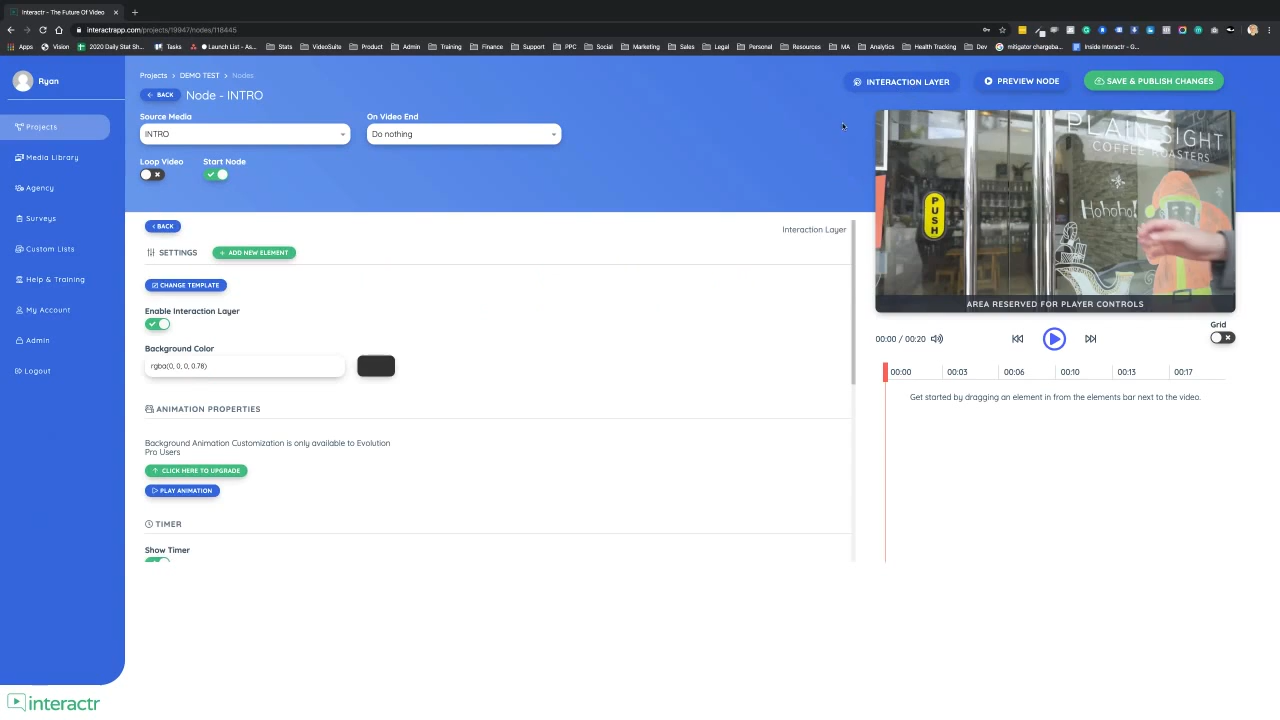 Interactr - The Future Of Video
interactrapp.com/projects/19947/nodes/118445
Apps Vision 2020 Daily Stat Sh... Tasks Launch List - As... Stats VideoSuite Product Admin Training Finance Support PPC Social Marketing Sales Legal Personal Resources MA Analytics Health Tracking Dev mitigator chargeba... Inside Interactr - G...
Ryan
Projects
Media Library
Agency
Surveys
Custom Lists
Help & Training
My Account
Admin
Logout
interactr
Projects > DEMO TEST > Nodes
BACK Node - INTRO
INTERACTION LAYER PREVIEW NODE SAVE & PUBLISH CHANGES
Source Media On Video End
INTRO Do nothing
Loop Video Start Node
BACK Interaction Layer
SETTINGS + ADD NEW ELEMENT
CHANGE TEMPLATE
Enable Interaction Layer
Background Color
rgba(0, 0, 0, 0.78)
ANIMATION PROPERTIES
Background Animation Customization is only available to Evolution
Pro Users
CLICK HERE TO UPGRADE
PLAY ANIMATION
TIMER
Show Timer
PLAIN SIGHT
COFFEE ROASTERS
PUSH
Hohoho!
AREA RESERVED FOR PLAYER CONTROLS
00:00 / 00:20
Grid
00:00 00:03 00:06 00:10 00:13 00:17
Get started by dragging an element in from the elements bar next to the video.